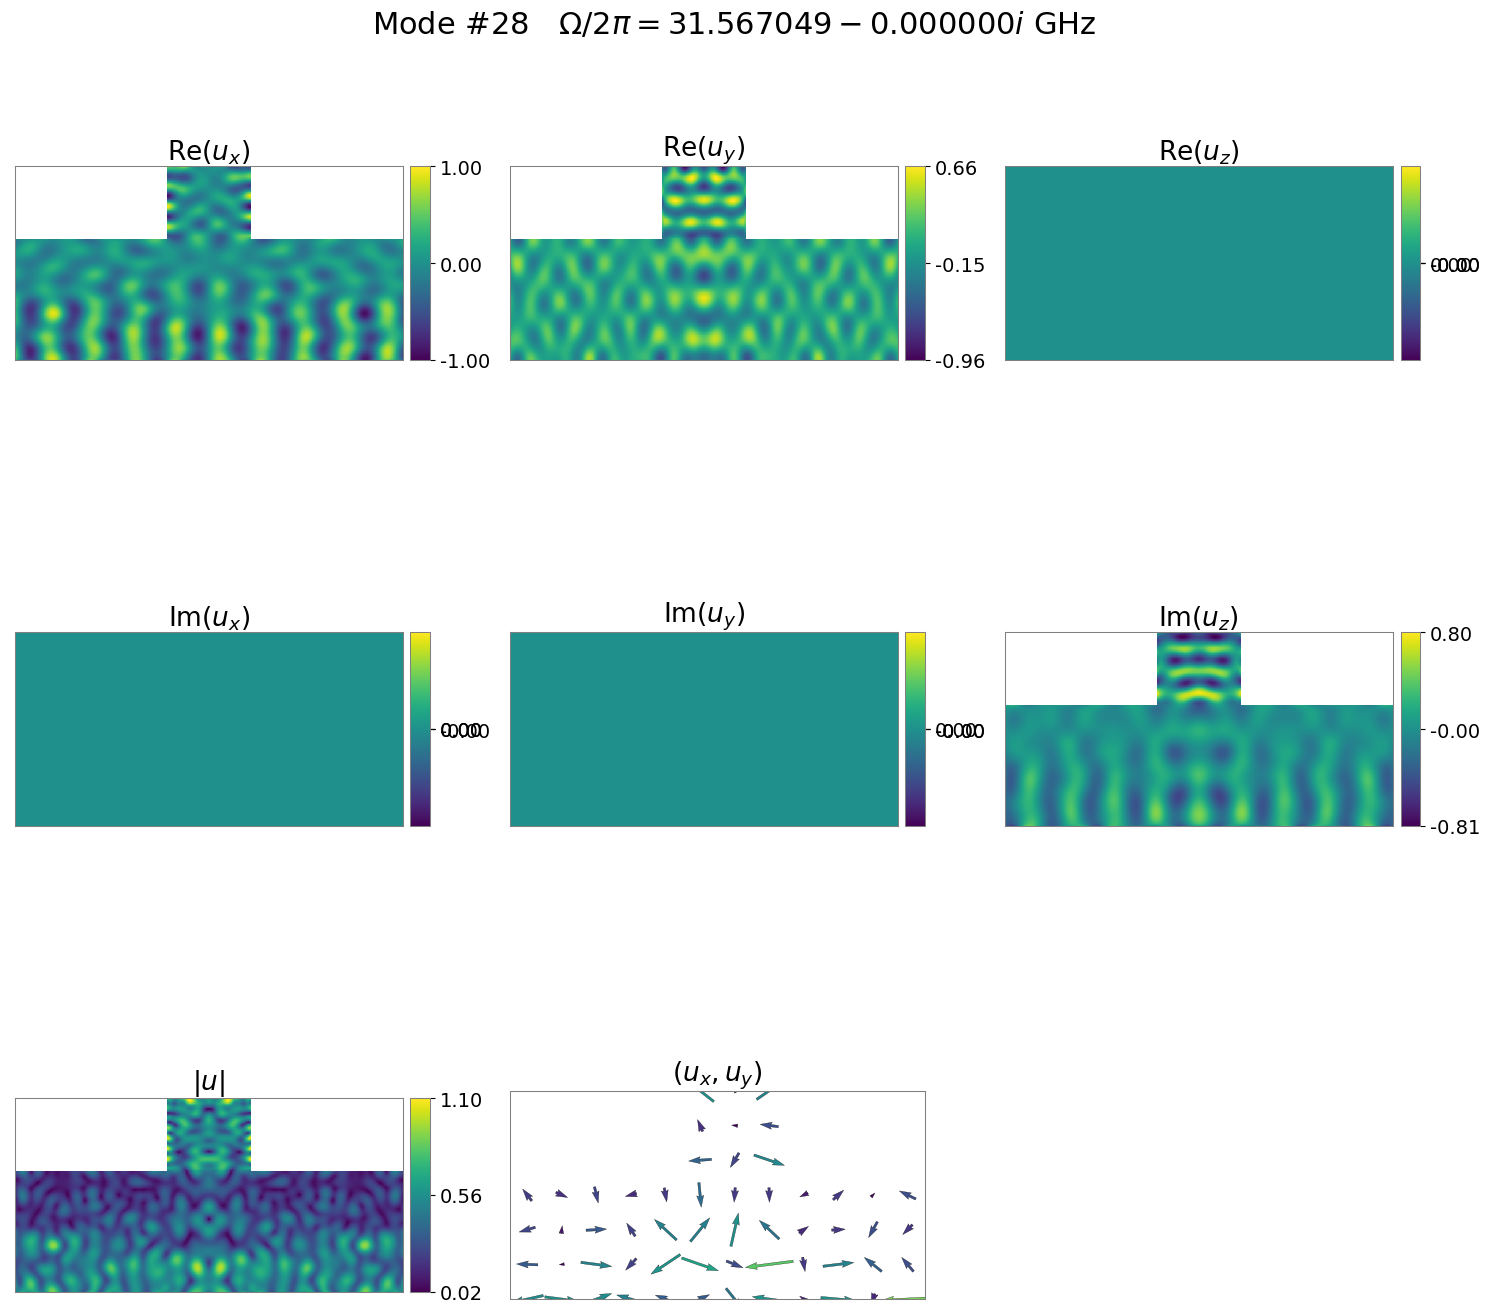 Mode #28   Ω/2π = 31.567049 − 0.000000i GHz
Re(u_x)
Re(u_y)
Re(u_z)
1.00
0.00
-1.00
0.66
-0.15
-0.96
Im(u_x)
Im(u_y)
Im(u_z)
0.80
-0.00
-0.81
|u|
(u_x, u_y)
1.10
0.56
0.02